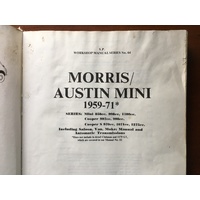 S.P.
WORKSHOP MANUAL SERIES No. 61
MORRIS/
AUSTIN MINI
1959-71*
SERIES: Mini 850cc, 998cc, 1100cc.
Cooper 997cc, 998cc.
Cooper S 970cc, 1071cc, 1275cc.
Including Saloon, Van, Moke; Manual and
Automatic Transmissions